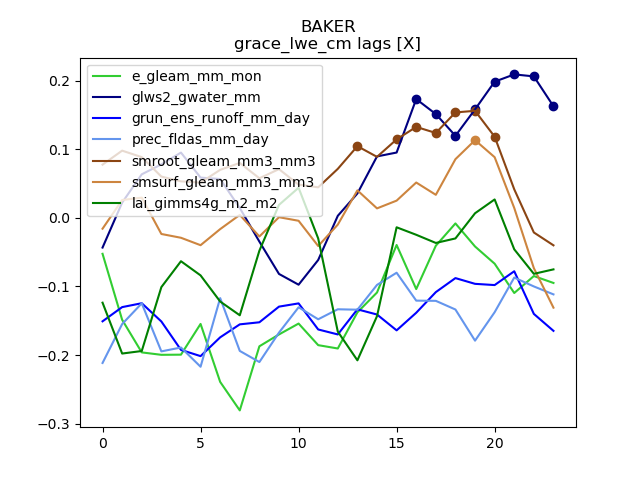 BAKER
grace_lwe_cm lags [X]
e_gleam_mm_mon
glws2_gwater_mm
grun_ens_runoff_mm_day
prec_fldas_mm_day
smroot_gleam_mm3_mm3
smsurf_gleam_mm3_mm3
lai_gimms4g_m2_m2
0.2
0.1
0.0
−0.1
−0.2
−0.3
0 5 10 15 20